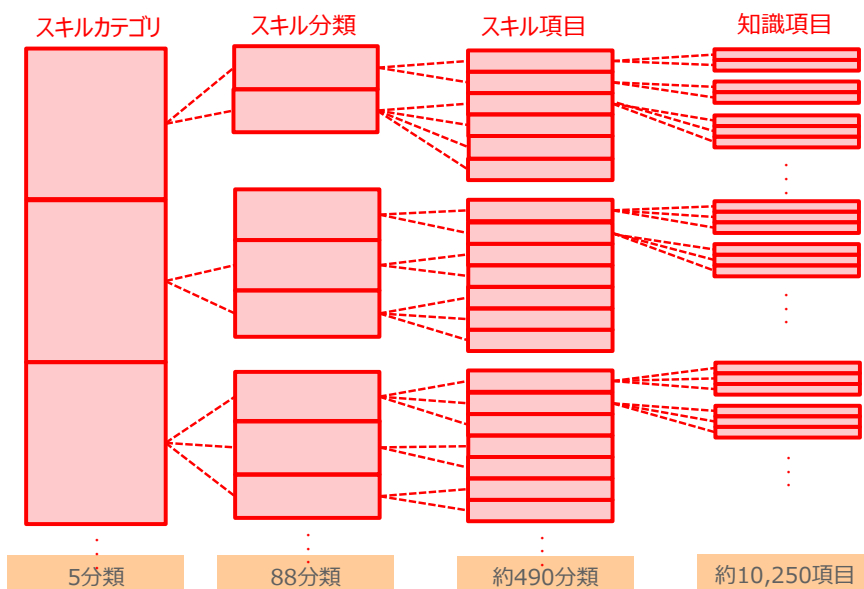 スキルカテゴリ
スキル分類
スキル項目
知識項目
5分類
88分類
約490分類
約10,250項目